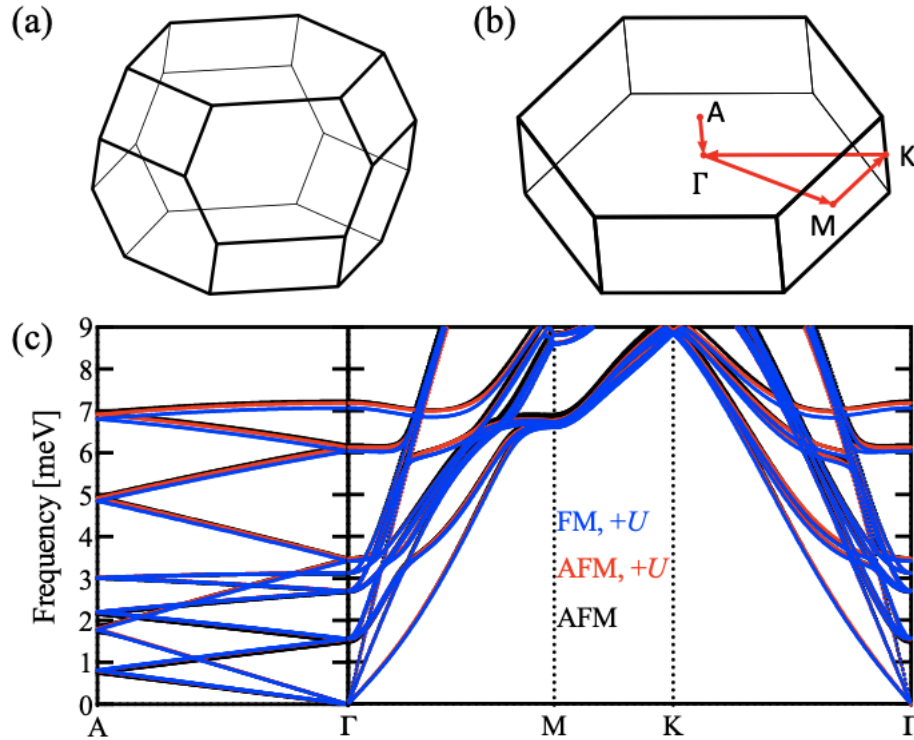 (a)
(b)
A
K
Γ
M
(c)
Frequency [meV]
9
8
7
6
5
4
3
2
1
0
FM, +U
AFM, +U
AFM
A
Γ
M
K
Γ